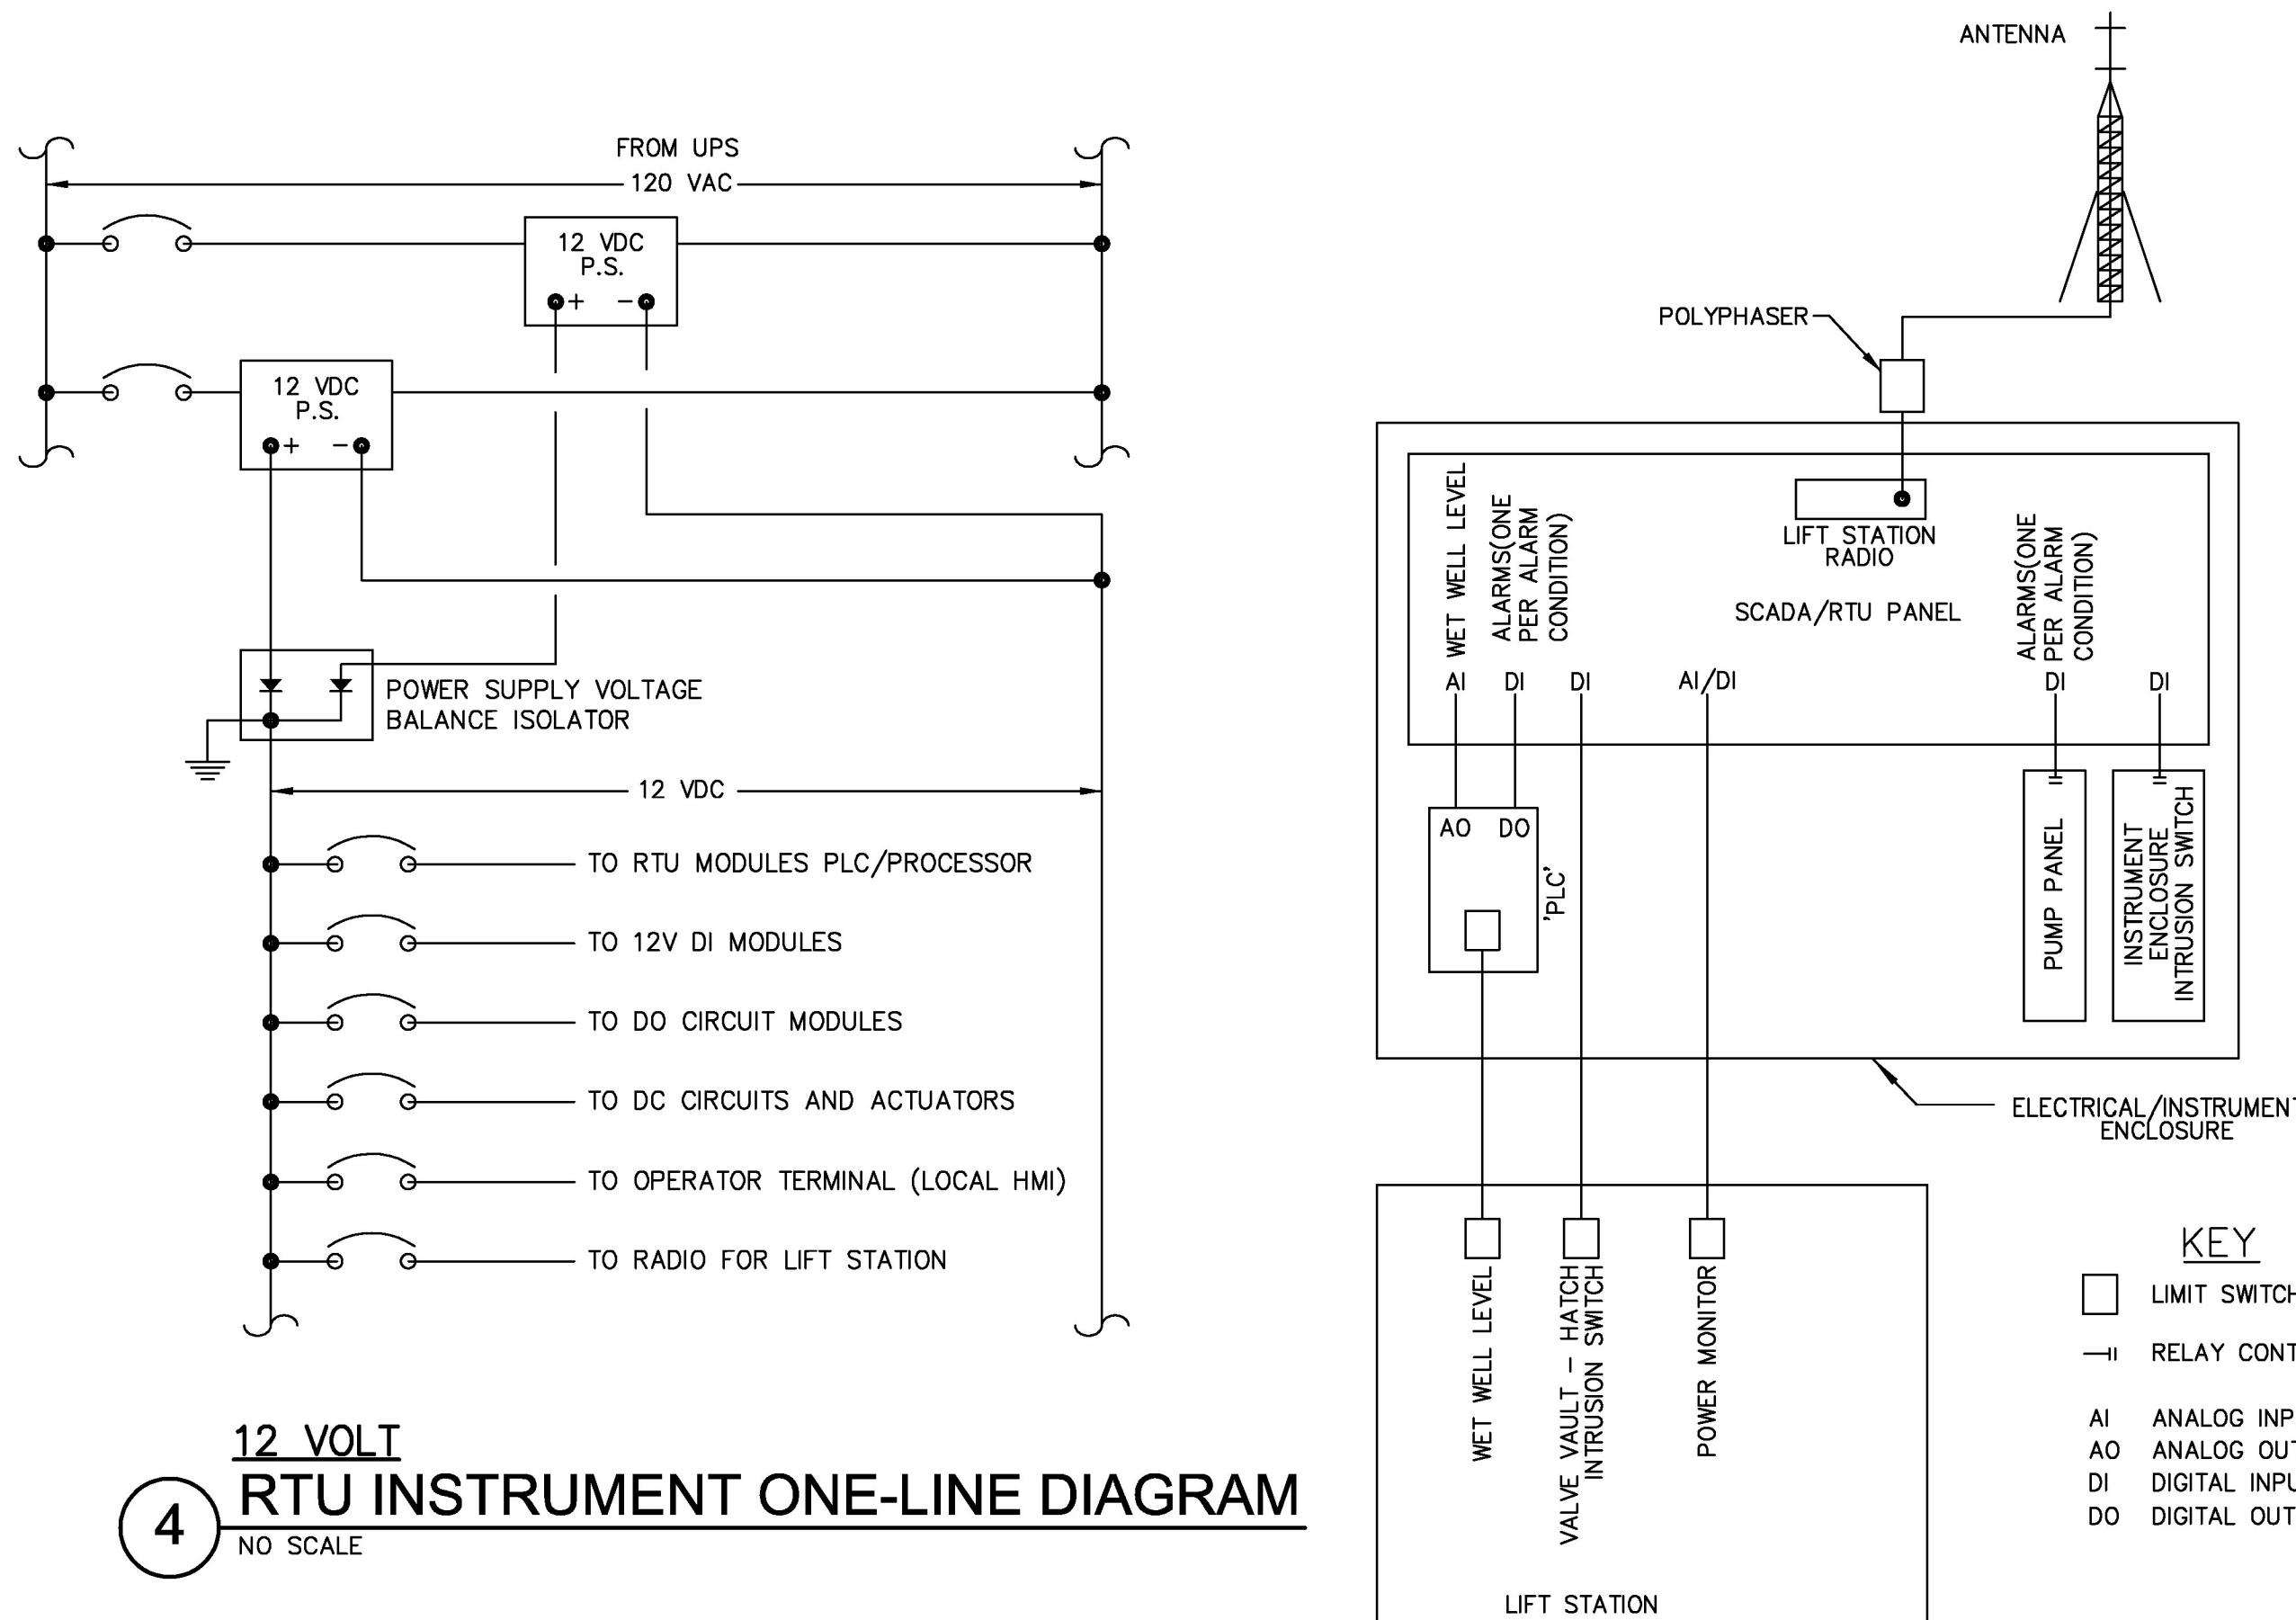 FROM UPS
120 VAC
12 VDC
P.S.
+ -
12 VDC
P.S.
+ -
POWER SUPPLY VOLTAGE
BALANCE ISOLATOR
12 VDC
TO RTU MODULES PLC/PROCESSOR
TO 12V DI MODULES
TO DO CIRCUIT MODULES
TO DC CIRCUITS AND ACTUATORS
TO OPERATOR TERMINAL (LOCAL HMI)
TO RADIO FOR LIFT STATION
12 VOLT
4
RTU INSTRUMENT ONE-LINE DIAGRAM
NO SCALE
ANTENNA
POLYPHASER
WET WELL LEVEL
ALARMS(ONE
PER ALARM
CONDITION)
LIFT STATION
RADIO
SCADA/RTU PANEL
ALARMS(ONE
PER ALARM
CONDITION)
AI
DI
DI
AI/DI
DI
DI
AO DO
'PLC'
PUMP PANEL
INSTRUMENT
ENCLOSURE
INTRUSION SWITCH
ELECTRICAL/INSTRUMENT
ENCLOSURE
WET WELL LEVEL
VALVE VAULT - HATCH
INTRUSION SWITCH
POWER MONITOR
LIFT STATION
KEY
LIMIT SWITCH
RELAY CONT
AI ANALOG INP
AO ANALOG OUT
DI DIGITAL INPU
DO DIGITAL OUT